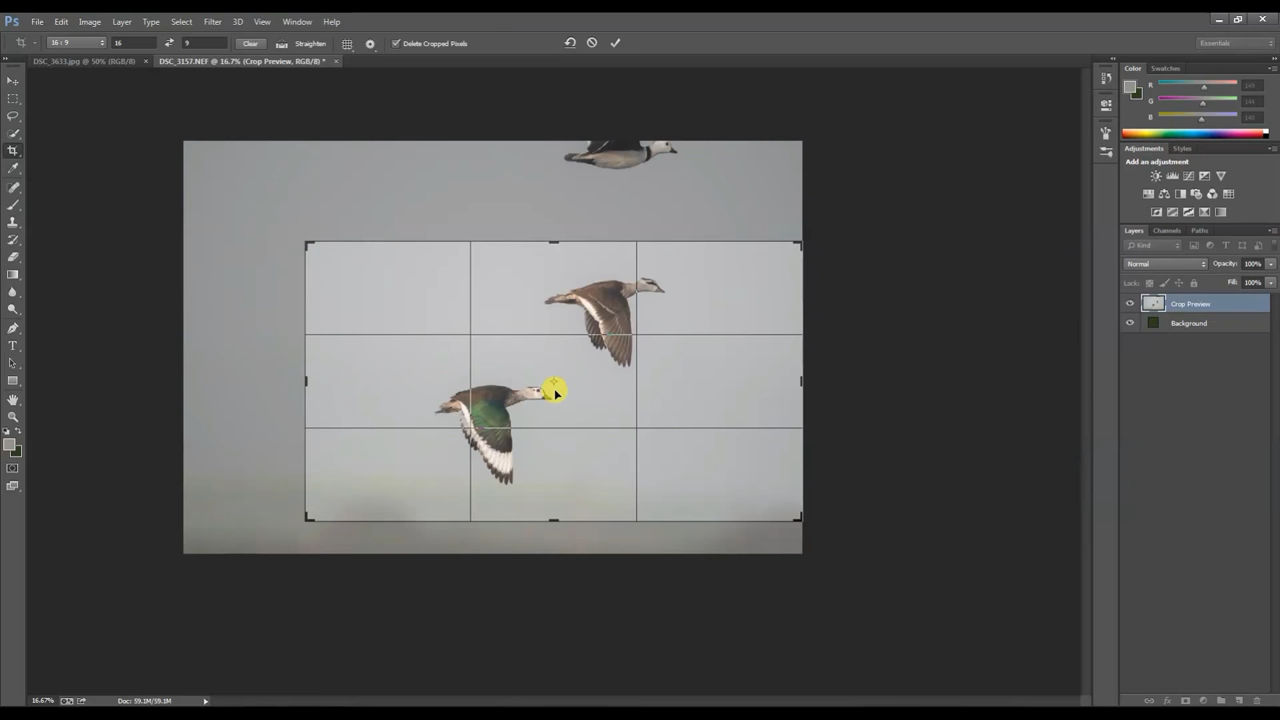 Ps File Edit Image Layer Type Select Filter 3D View Window Help
16 : 9 16 9 Clear Straighten Delete Cropped Pixels Essentials
DSC_3633.jpg @ 50% (RGB/8) × DSC_3157.NEF @ 16.7% (Crop Preview, RGB/8) * ×
Color Swatches
R 149
G 144
B 140
Adjustments Styles
Add an adjustment
Layers Channels Paths
Kind
Normal Opacity: 100%
Lock: Fill: 100%
Crop Preview
Background
16.67% Doc: 59.1M/59.1M